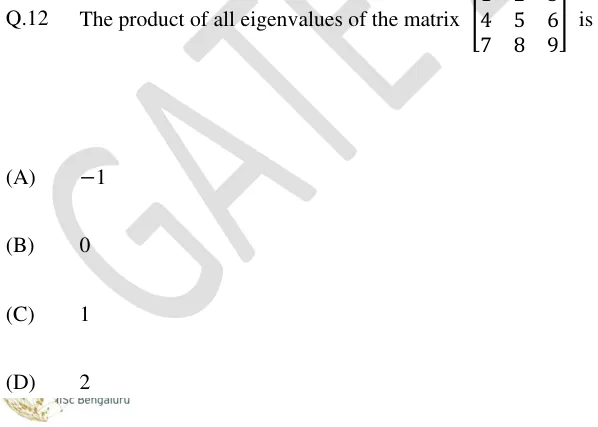 Q.12 The product of all eigenvalues of the matrix [4 5 6] is
[7 8 9]
GATE
(A) −1
(B) 0
(C) 1
(D) 2
IISc Bengaluru